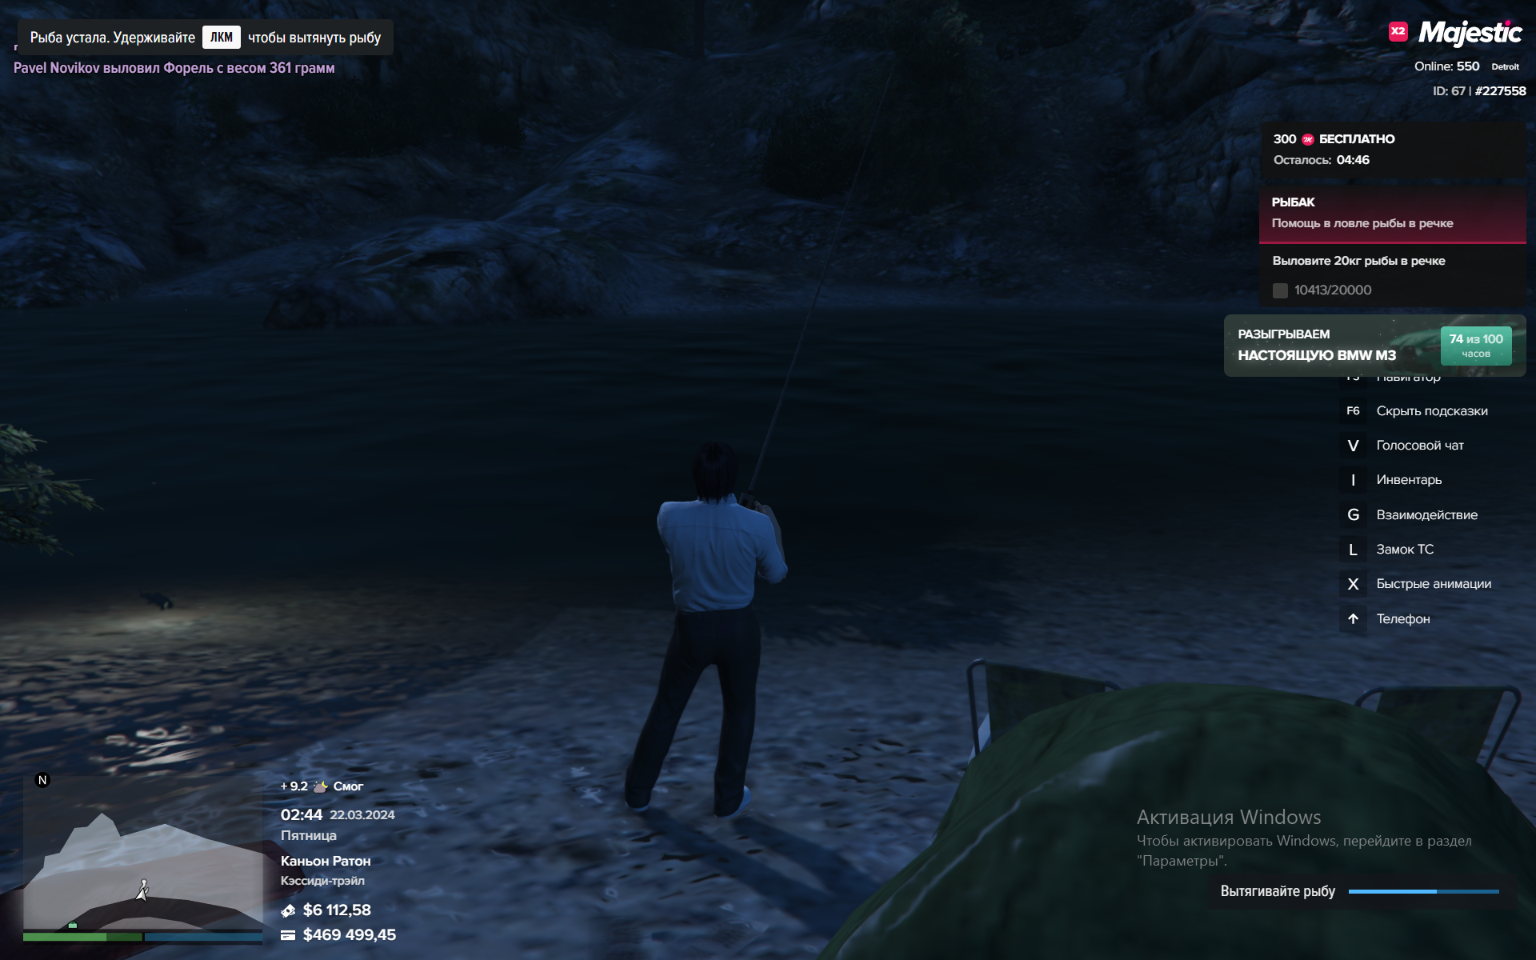 Рыба устала. Удерживайте ЛКМ чтобы вытянуть рыбу
Pavel Novikov выловил Форель с весом 361 грамм
X2 Majestic
Online: 550 Detroit
ID: 67 | #227558
300 БЕСПЛАТНО
Осталось: 04:46
РЫБАК
Помощь в ловле рыбы в речке
Выловите 20кг рыбы в речке
10413/20000
РАЗЫГРЫВАЕМ
НАСТОЯЩУЮ BMW M3
74 из 100
часов
Навигатор
F6 Скрыть подсказки
V Голосовой чат
I Инвентарь
G Взаимодействие
L Замок ТС
X Быстрые анимации
Телефон
N
+ 9.2 Смог
02:44 22.03.2024
Пятница
Каньон Ратон
Кэссиди-трэйл
$6 112,58
$469 499,45
Активация Windows
Чтобы активировать Windows, перейдите в раздел
"Параметры".
Вытягивайте рыбу